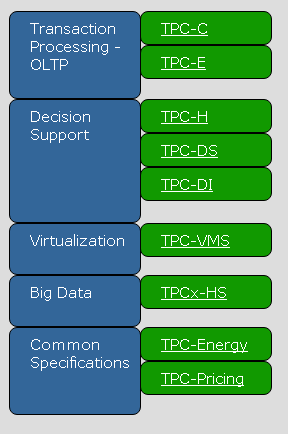 Transaction
Processing -
OLTP
TPC-C
TPC-E
Decision
Support
TPC-H
TPC-DS
TPC-DI
Virtualization
TPC-VMS
Big Data
TPCx-HS
Common
Specifications
TPC-Energy
TPC-Pricing